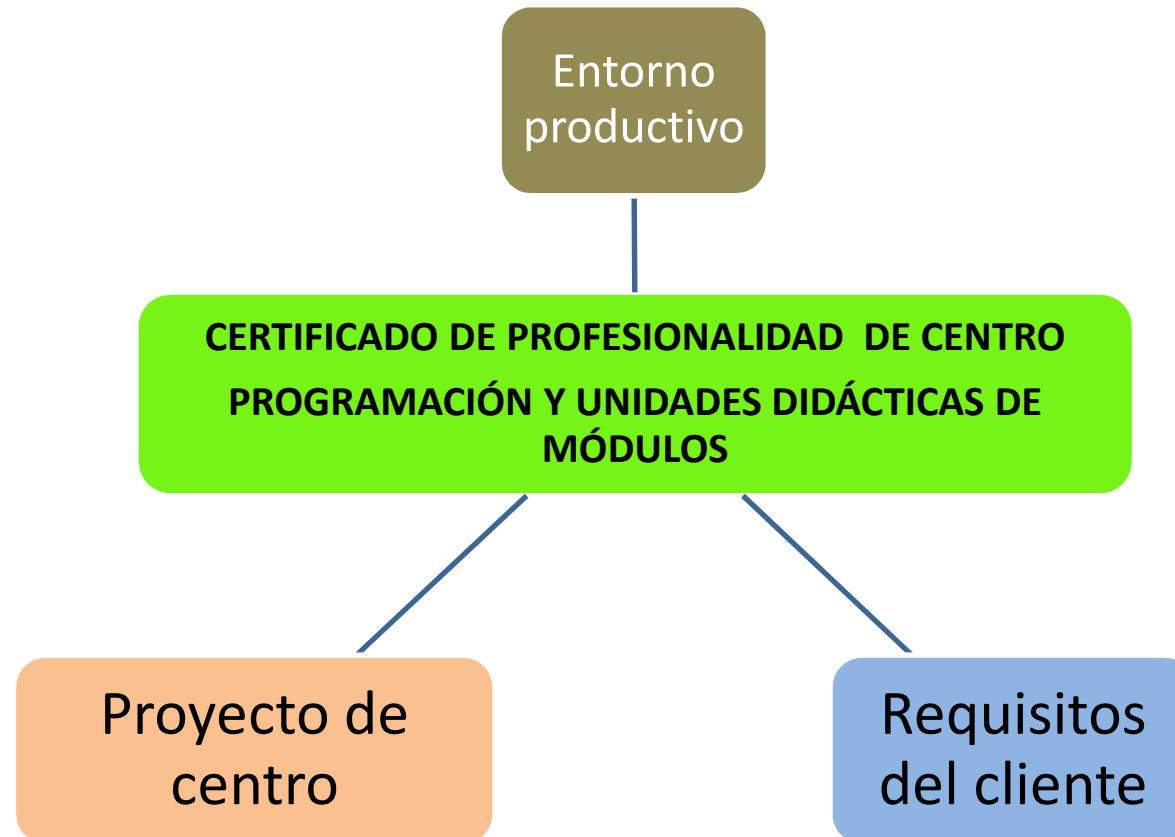 Entorno
productivo
CERTIFICADO DE PROFESIONALIDAD DE CENTRO
PROGRAMACIÓN Y UNIDADES DIDÁCTICAS DE
MÓDULOS
Proyecto de
centro
Requisitos
del cliente